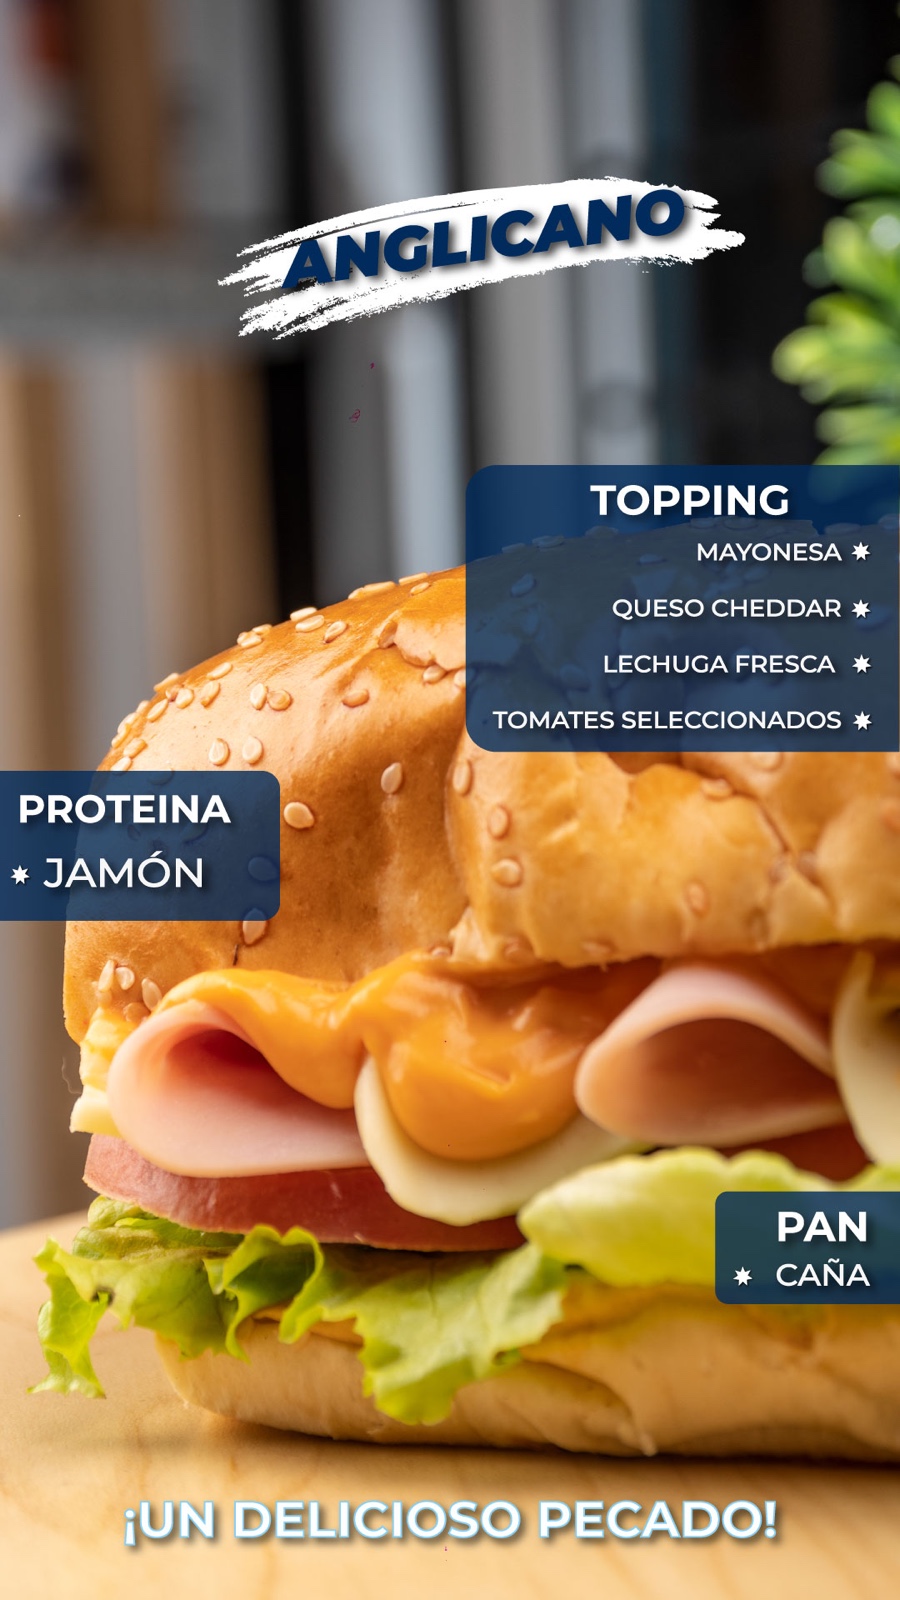 ANGLICANO
TOPPING
MAYONESA
QUESO CHEDDAR
LECHUGA FRESCA
TOMATES SELECCIONADOS
PROTEINA
JAMÓN
PAN
CAÑA
¡UN DELICIOSO PECADO!